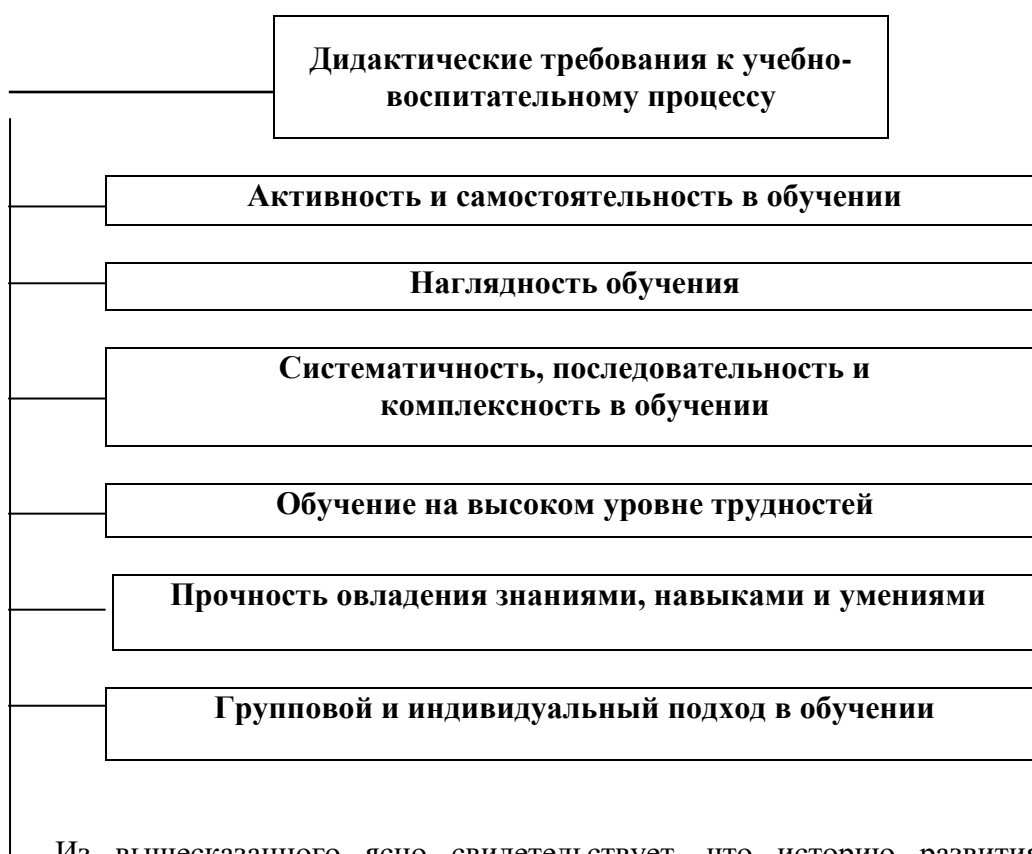 Дидактические требования к учебно-
воспитательному процессу
Активность и самостоятельность в обучении
Наглядность обучения
Систематичность, последовательность и
комплексность в обучении
Обучение на высоком уровне трудностей
Прочность овладения знаниями, навыками и умениями
Групповой и индивидуальный подход в обучении
Из вышесказанного ясно свидетельствует, что историю развития